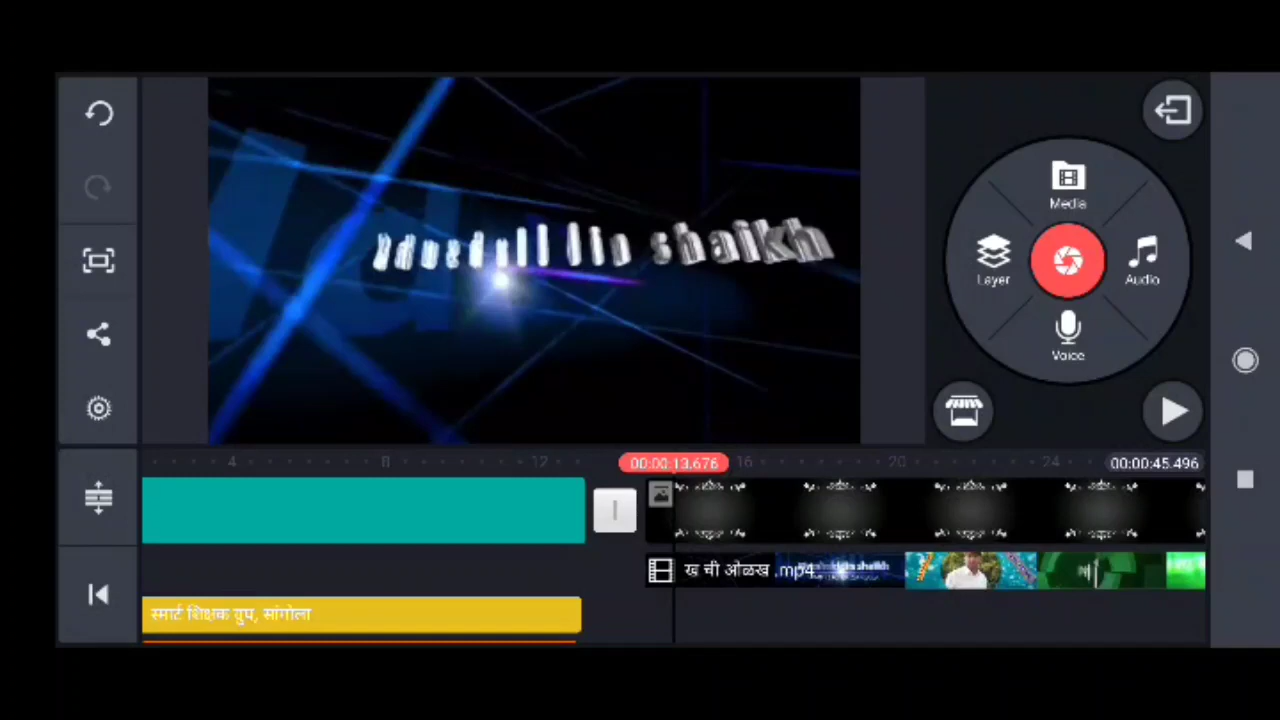 shaikh
Media
Layer
Audio
Voice
4
8
12
00:00:13.676
16
20
24
00:00:45.496
ख ची ओळख .mp4
स्मार्ट शिक्षक ग्रुप, सांगोला